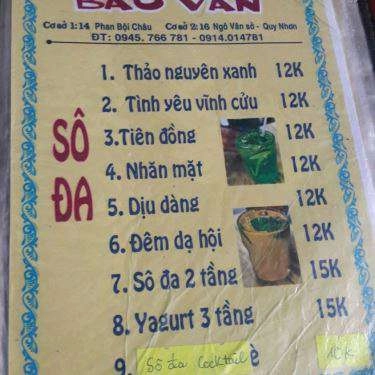 BẢO VÂN
Cơ sở 1:14 Phan Bội Châu Cơ sở 2:16 Ngô Văn sô - Quy Nhơn
ĐT: 0945. 766 781 - 0914.014781
SÔ ĐA
1. Thảo nguyên xanh 12K
2. Tình yêu vĩnh cửu 12K
3.Tiên đồng 12K
4. Nhăn mặt 12K
5. Dịu dàng 12K
6. Đêm dạ hội 12K
7. Sô đa 2 tầng 15K
8. Yagurt 3 tầng 15K
9. Sô đa Cocktail è 10K